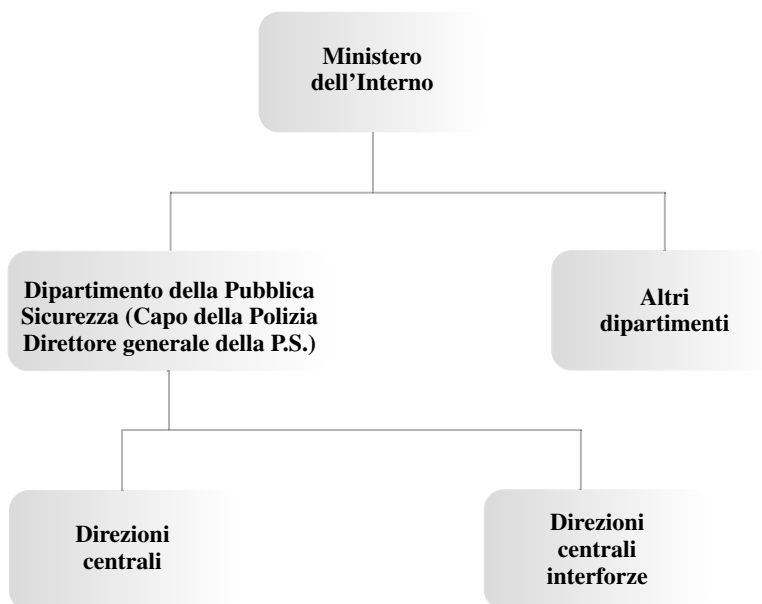 Ministero
dell’Interno
Dipartimento della Pubblica
Sicurezza (Capo della Polizia
Direttore generale della P.S.)
Altri
dipartimenti
Direzioni
centrali
Direzioni
centrali
interforze